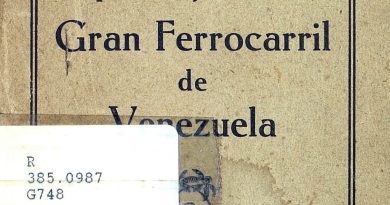 Gran Ferrocarril
de
Venezuela
R
385.0987
G748